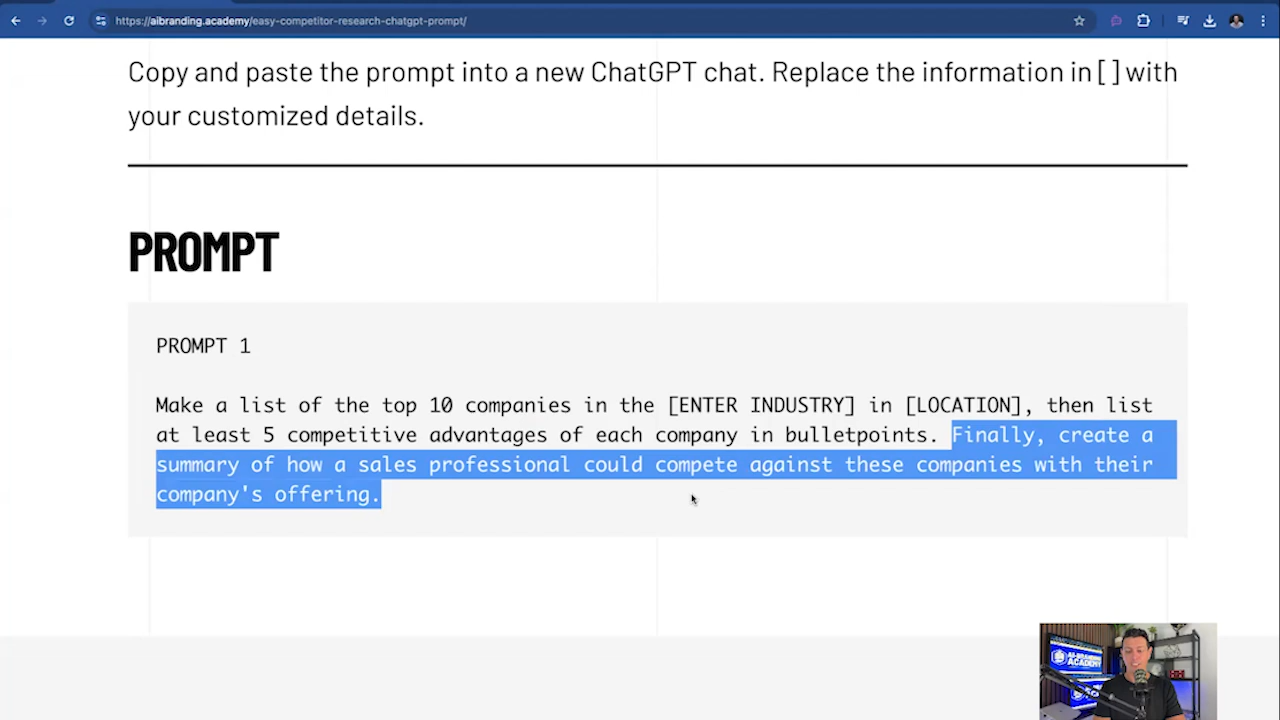 https://aibranding.academy/easy-competitor-research-chatgpt-prompt/
Copy and paste the prompt into a new ChatGPT chat. Replace the information in [ ] with
your customized details.
PROMPT
PROMPT 1
Make a list of the top 10 companies in the [ENTER INDUSTRY] in [LOCATION], then list
at least 5 competitive advantages of each company in bulletpoints. Finally, create a
summary of how a sales professional could compete against these companies with their
company's offering.
AI-BRANDING
ACADEMY